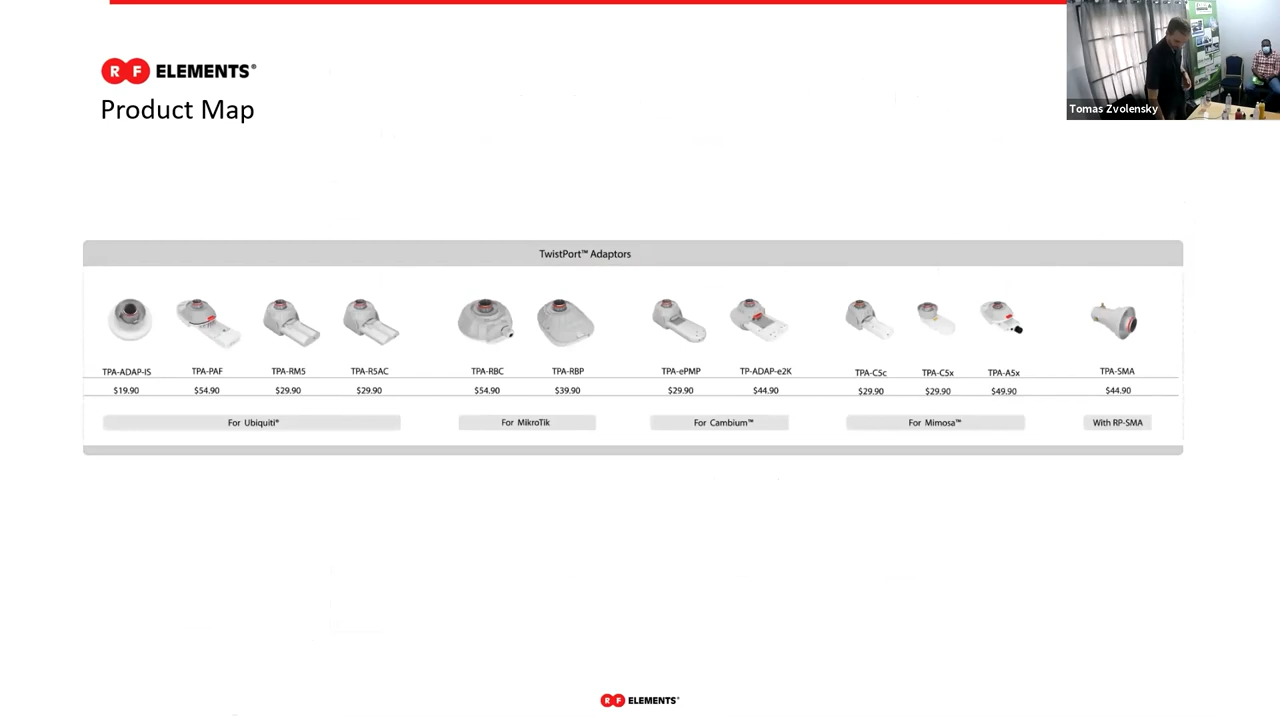 R F ELEMENTS®
Product Map
Tomas Zvolensky
TwistPort™ Adaptors
TPA-ADAP-IS TPA-PAF TPA-RM5 TPA-R5AC TPA-RBC TPA-RBP TPA-ePMP TP-ADAP-e2K TPA-C5c TPA-C5x TPA-A5x TPA-SMA
$19.90 $54.90 $29.90 $29.90 $54.90 $39.90 $29.90 $44.90 $29.90 $29.90 $49.90 $44.90
For Ubiquiti® For MikroTik For Cambium™ For Mimosa™ With RP-SMA
R F ELEMENTS®